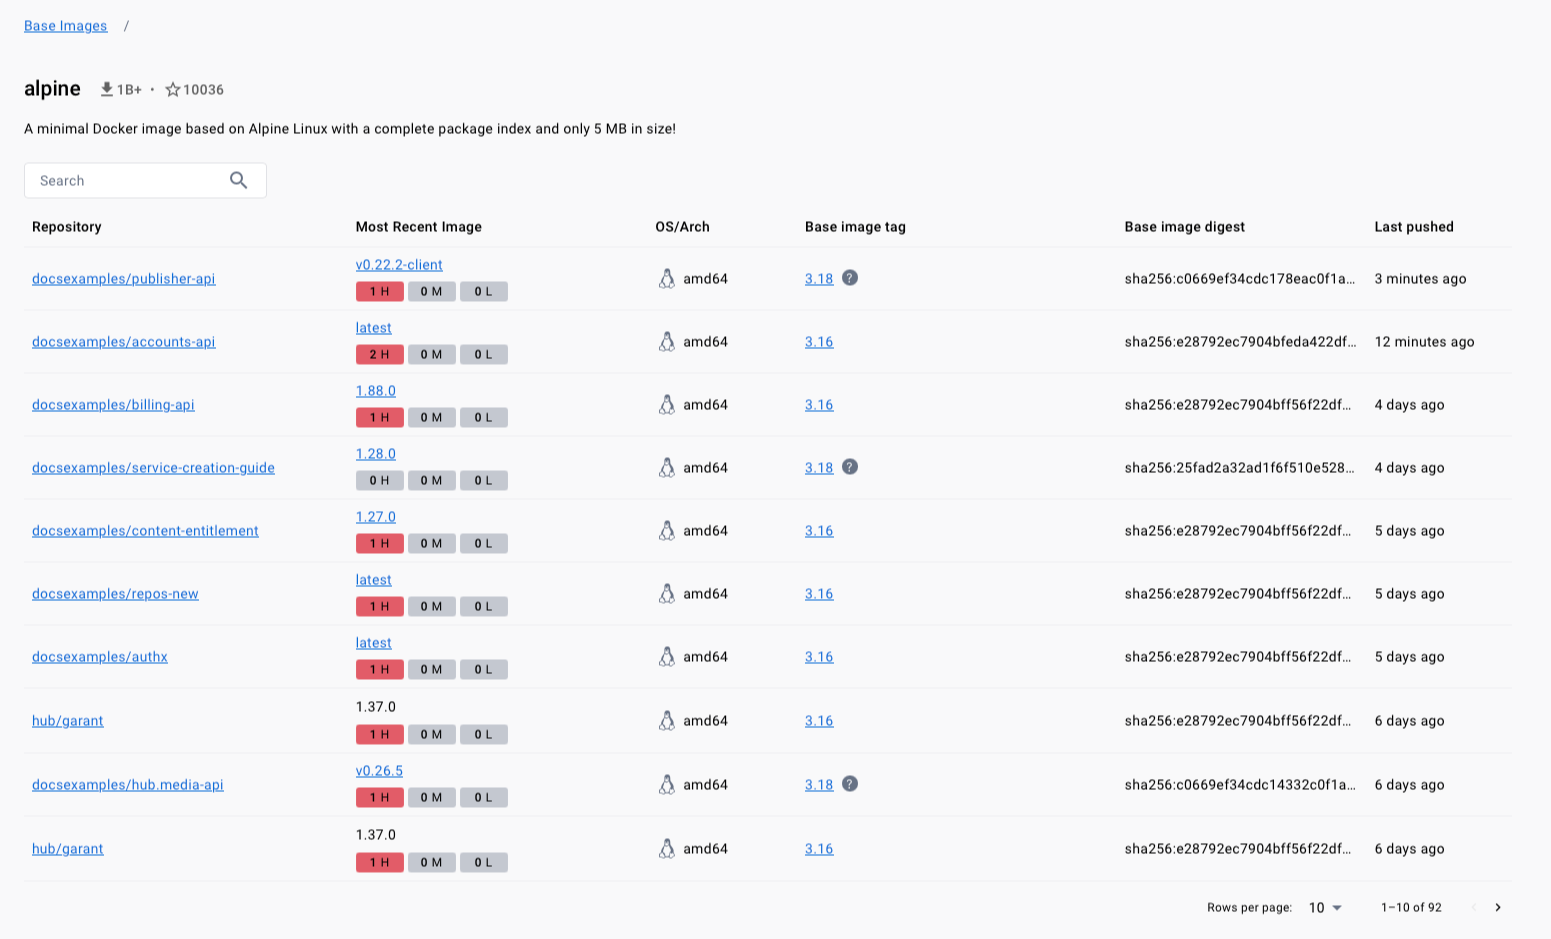 Base Images /
alpine 1B+ · 10036
A minimal Docker image based on Alpine Linux with a complete package index and only 5 MB in size!
Search
Repository Most Recent Image OS/Arch Base image tag Base image digest Last pushed
docsexamples/publisher-api v0.22.2-client amd64 3.18 ? sha256:c0669ef34cdc178eac0f1a... 3 minutes ago
1 H 0 M 0 L
docsexamples/accounts-api latest amd64 3.16 sha256:e28792ec7904bfeda422df... 12 minutes ago
2 H 0 M 0 L
docsexamples/billing-api 1.88.0 amd64 3.16 sha256:e28792ec7904bff56f22df... 4 days ago
1 H 0 M 0 L
docsexamples/service-creation-guide 1.28.0 amd64 3.18 ? sha256:25fad2a32ad1f6f510e528... 4 days ago
0 H 0 M 0 L
docsexamples/content-entitlement 1.27.0 amd64 3.16 sha256:e28792ec7904bff56f22df... 5 days ago
1 H 0 M 0 L
docsexamples/repos-new latest amd64 3.16 sha256:e28792ec7904bff56f22df... 5 days ago
1 H 0 M 0 L
docsexamples/authx latest amd64 3.16 sha256:e28792ec7904bff56f22df... 5 days ago
1 H 0 M 0 L
hub/garant 1.37.0 amd64 3.16 sha256:e28792ec7904bff56f22df... 6 days ago
1 H 0 M 0 L
docsexamples/hub.media-api v0.26.5 amd64 3.18 ? sha256:c0669ef34cdc14332c0f1a... 6 days ago
1 H 0 M 0 L
hub/garant 1.37.0 amd64 3.16 sha256:e28792ec7904bff56f22df... 6 days ago
1 H 0 M 0 L
Rows per page: 10 1–10 of 92